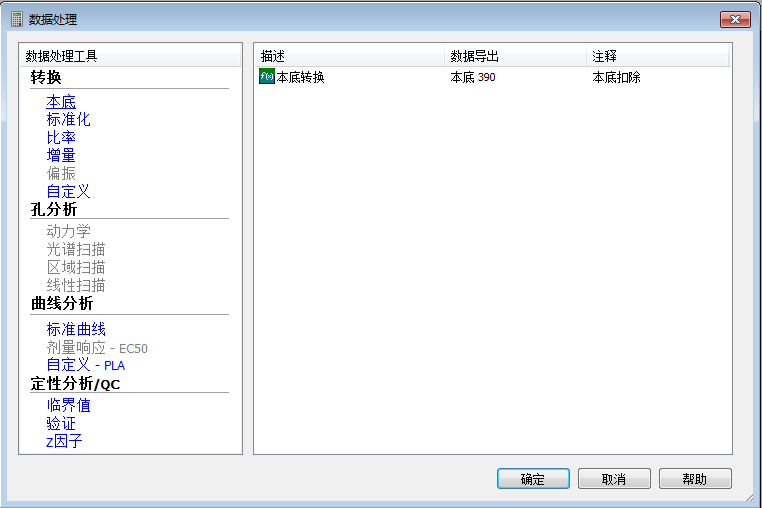 数据处理
数据处理工具
转换
本底
标准化
比率
增量
偏振
自定义
孔分析
动力学
光谱扫描
区域扫描
线性扫描
曲线分析
标准曲线
剂量响应 - EC50
自定义 - PLA
定性分析/QC
临界值
验证
z因子
描述 数据导出 注释
f(x) 本底转换 本底 390 本底扣除
确定 取消 帮助